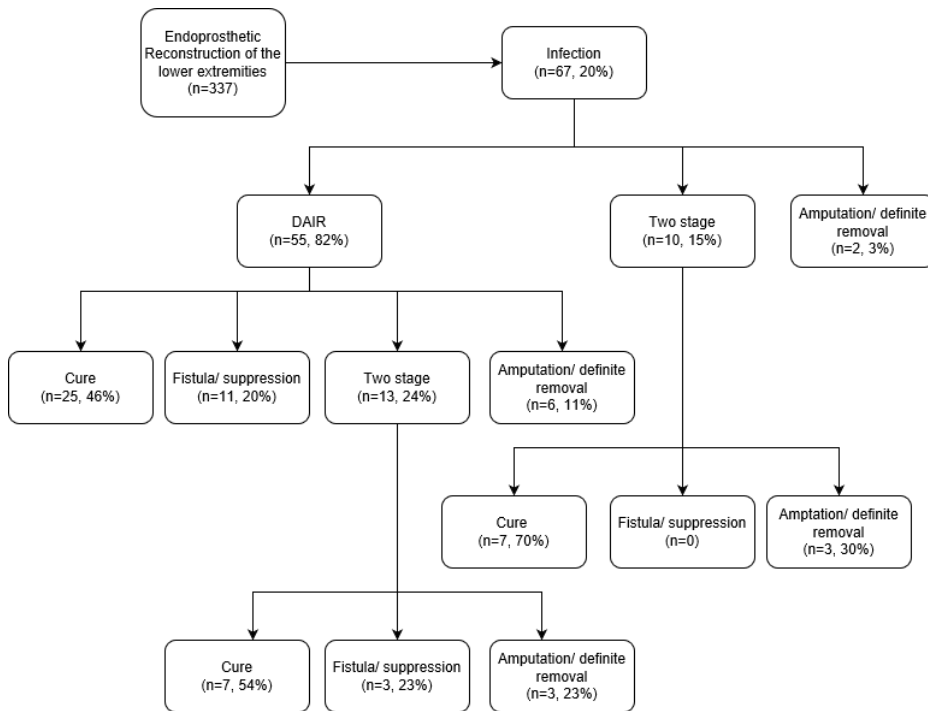 Endoprosthetic
Reconstruction of the
lower extremities
(n=337)
Infection
(n=67, 20%)
DAIR
(n=55, 82%)
Two stage
(n=10, 15%)
Amputation/ definite
removal
(n=2, 3%)
Cure
(n=25, 46%)
Fistula/ suppression
(n=11, 20%)
Two stage
(n=13, 24%)
Amputation/ definite
removal
(n=6, 11%)
Cure
(n=7, 70%)
Fistula/ suppression
(n=0)
Amptation/ definite
removal
(n=3, 30%)
Cure
(n=7, 54%)
Fistula/ suppression
(n=3, 23%)
Amputation/ definite
removal
(n=3, 23%)